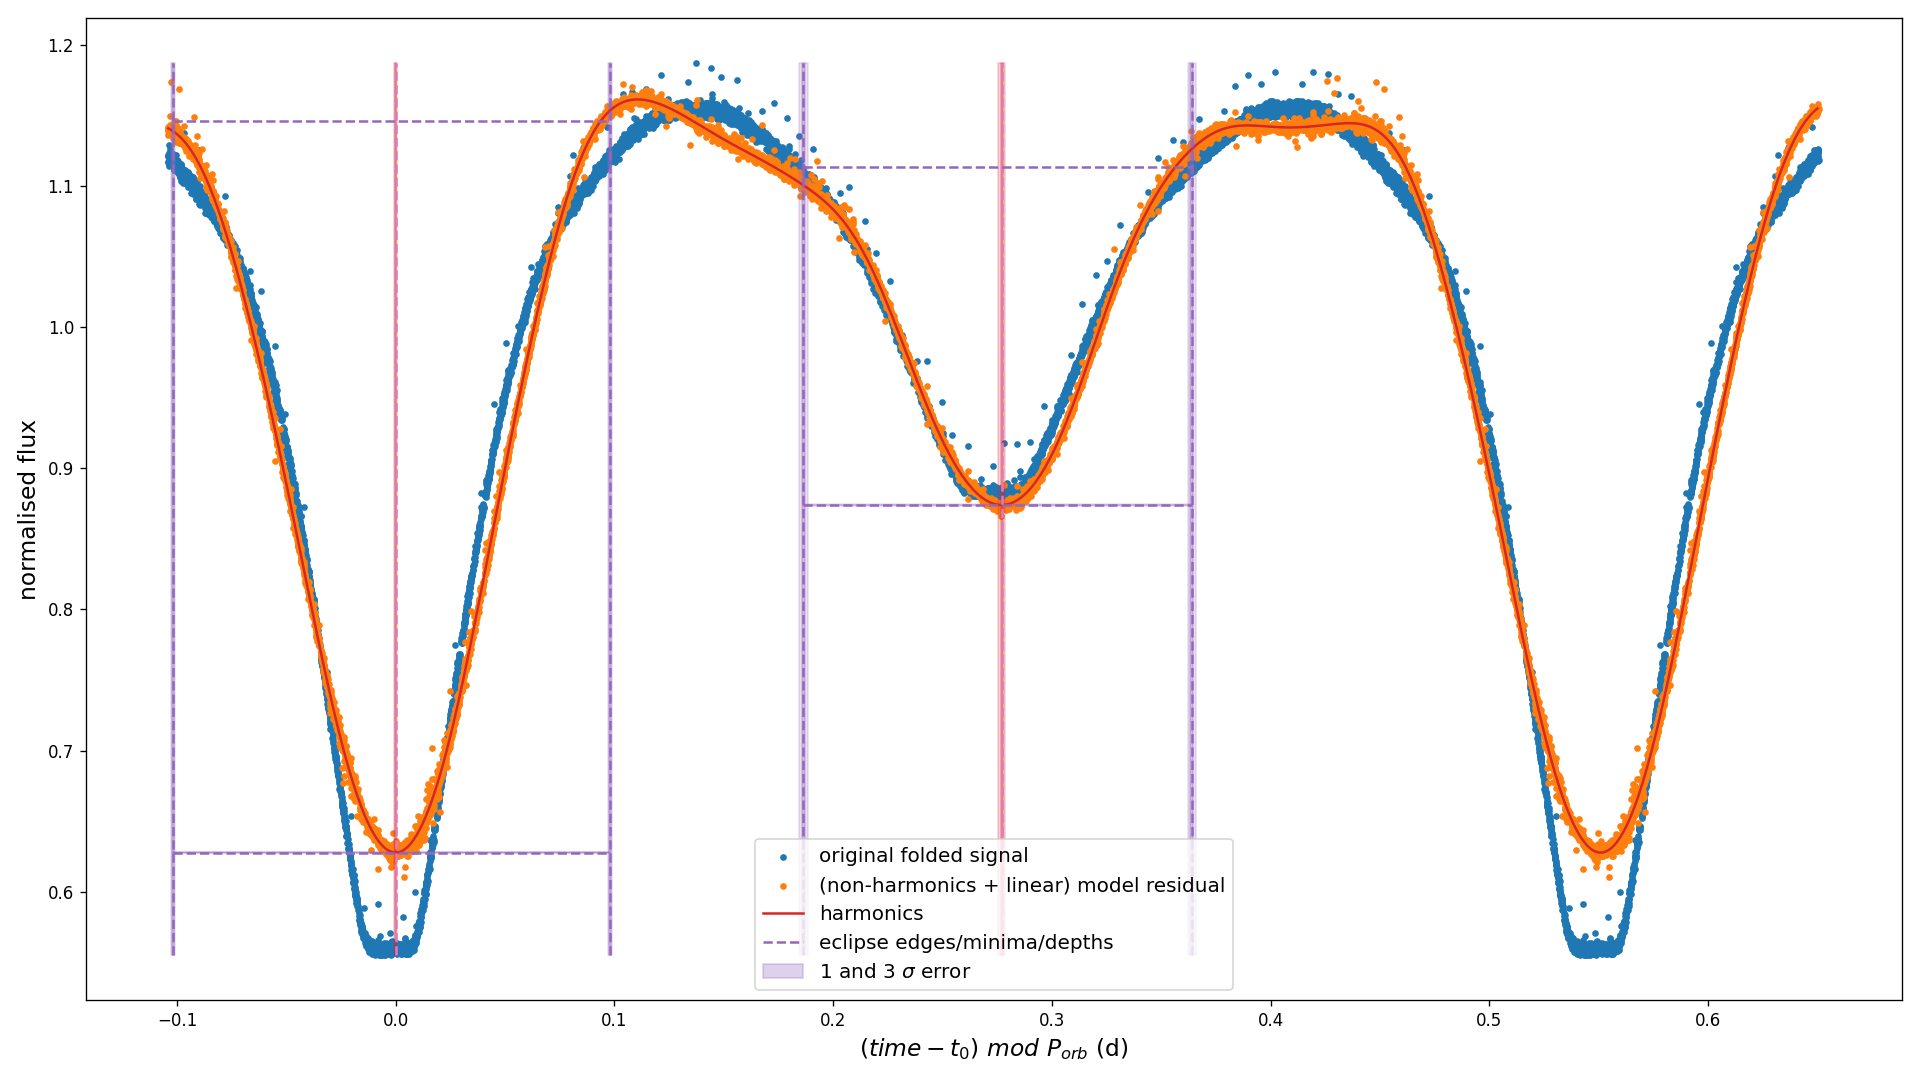 1.2
1.1
1.0
0.9
0.8
0.7
0.6
normalised flux
original folded signal
(non-harmonics + linear) model residual
harmonics
eclipse edges/minima/depths
1 and 3 σ error
−0.1 0.0 0.1 0.2 0.3 0.4 0.5 0.6
(time − t₀) mod Pₒᵣb (d)